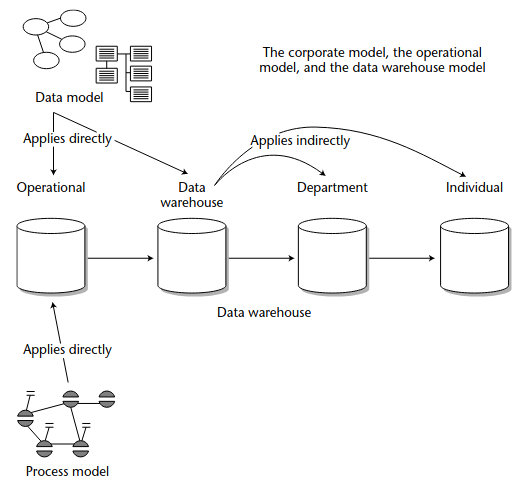 The corporate model, the operational
model, and the data warehouse model
Data model
Applies directly
Applies indirectly
Operational
Data
warehouse
Department
Individual
Data warehouse
Applies directly
Process model